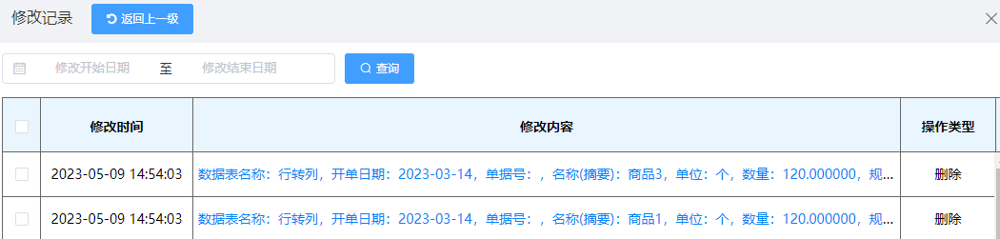 修改记录 返回上一级
修改开始日期 至 修改结束日期 查询
修改时间 修改内容 操作类型
2023-05-09 14:54:03 数据表名称：行转列，开单日期：2023-03-14，单据号：，名称(摘要)：商品3，单位：个，数量：120.000000，规... 删除
2023-05-09 14:54:03 数据表名称：行转列，开单日期：2023-03-14，单据号：，名称(摘要)：商品1，单位：个，数量：120.000000，规... 删除